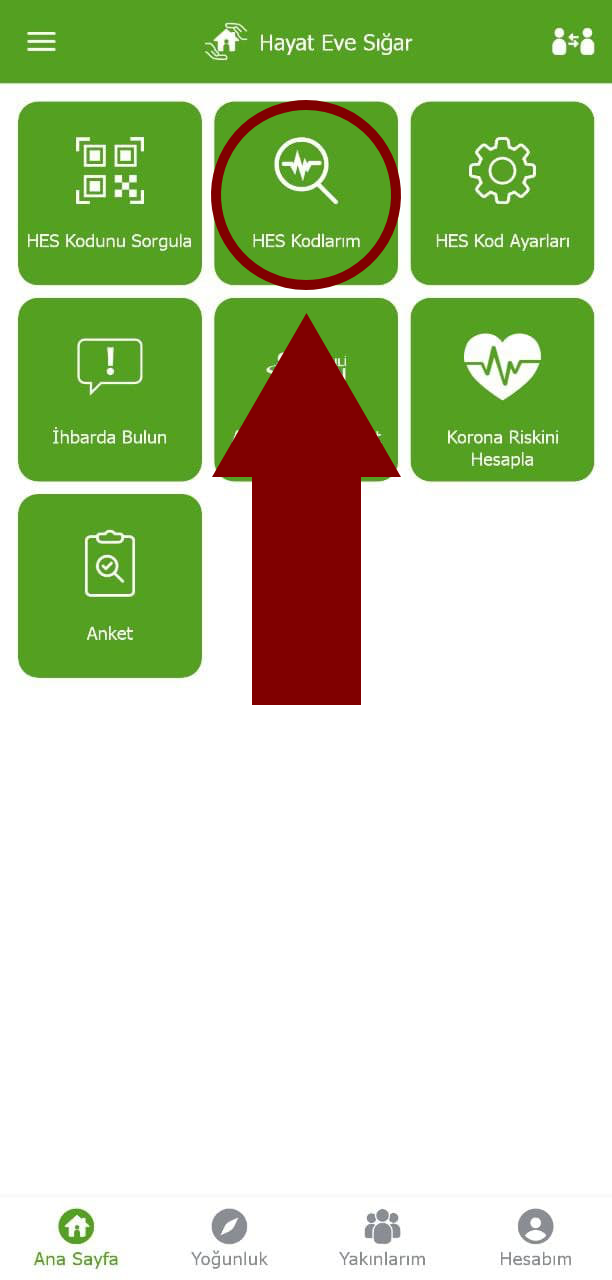 Hayat Eve Sığar
HES Kodunu Sorgula
HES Kodlarım
HES Kod Ayarları
İhbarda Bulun
Korona Riskini
Hesapla
Anket
Ana Sayfa
Yoğunluk
Yakınlarım
Hesabım